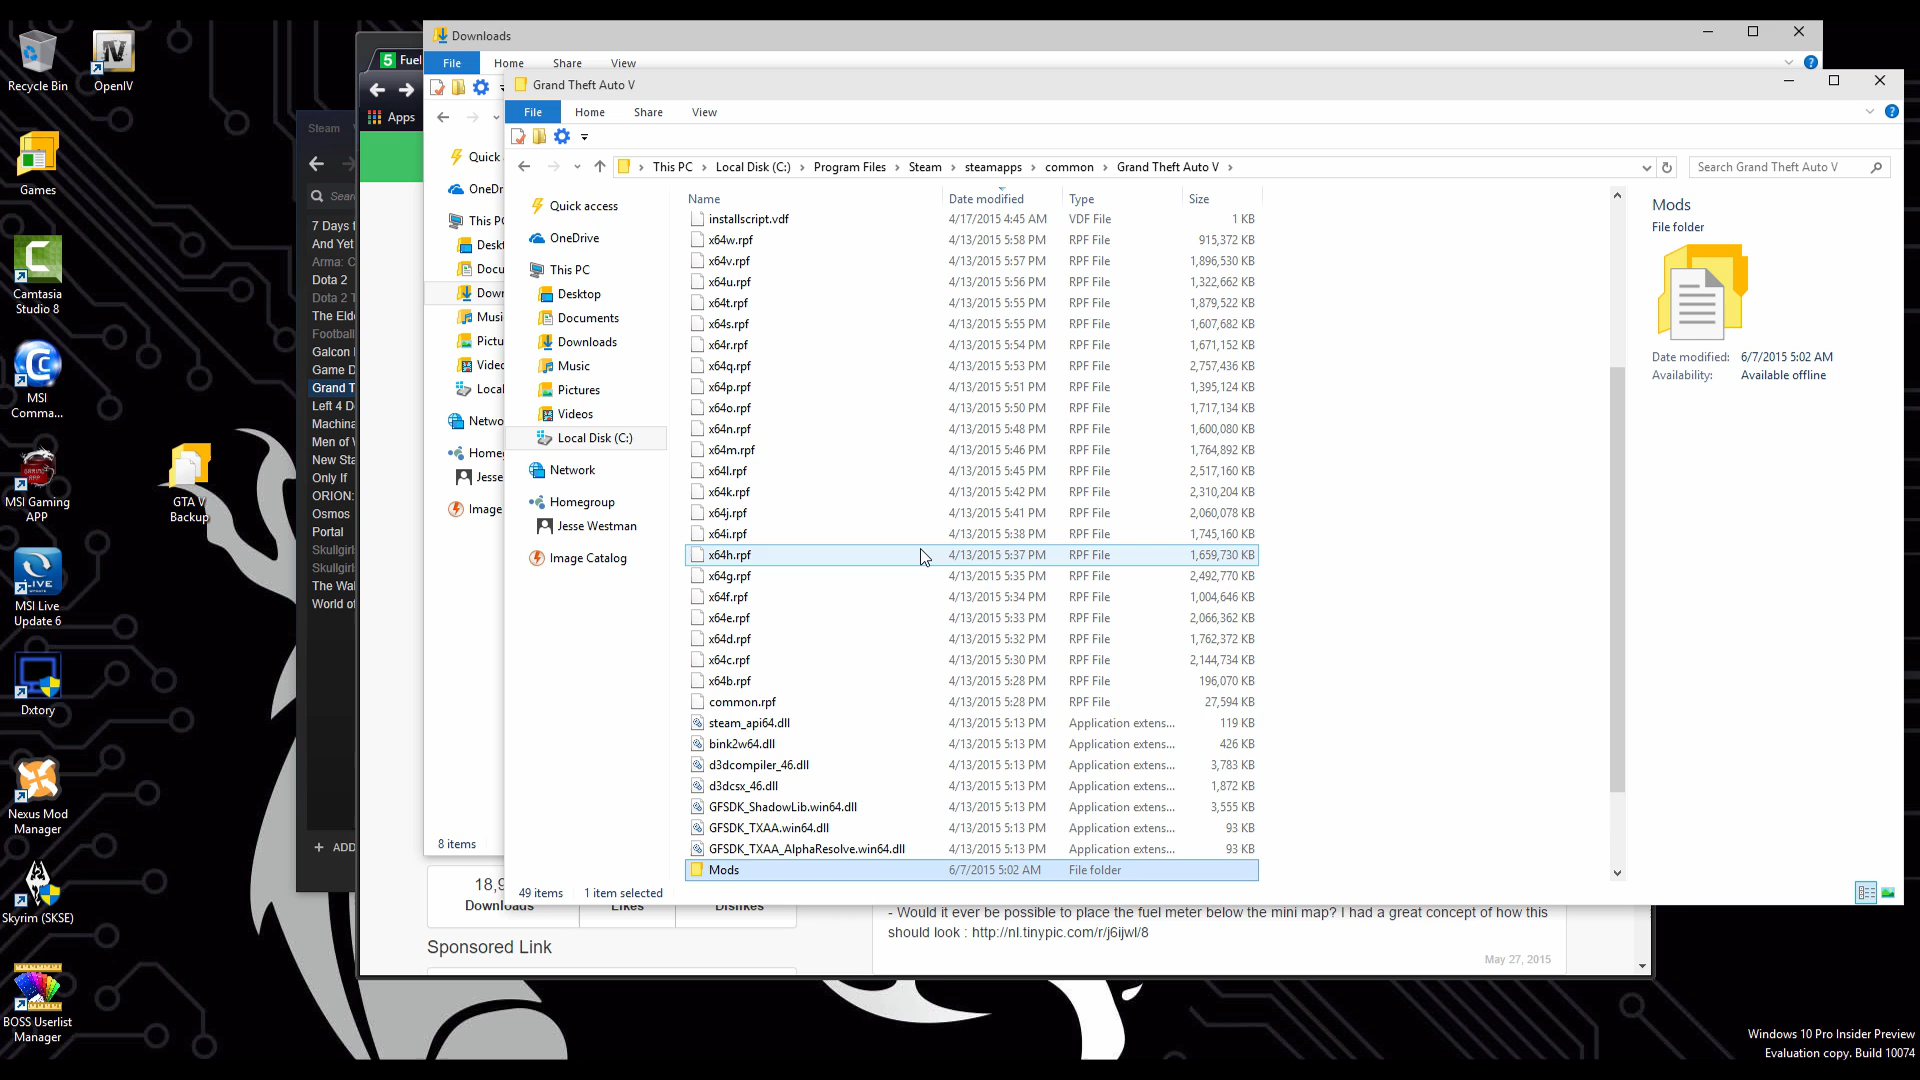 Recycle Bin
OpenIV
Games
Camtasia
Studio 8
MSI
Comma...
MSI Gaming
APP
MSI Live
Update 6
Dxtory
Nexus Mod
Manager
Skyrim (SKSE)
BOSS Userlist
Manager
GTA V
Backup
Steam
7 Days
And Yet
Arma:
Dota 2
Dota 2
The Eld
Football
Galcon
Game D
Grand T
Left 4 D
Machina
Men of
New Sta
Only If
ORION:
Osmos
Portal
Skullgirl
Skullgirl
The Wal
World of
ADD
5 Fuel
Apps
Downloads
File Home Share View
Quick
OneDr
This PC
Deskt
Docu
Down
Musi
Pictu
Video
Local
Netwo
Home
Jesse
Image
8 items
Grand Theft Auto V
File Home Share View
This PC Local Disk (C:) Program Files Steam steamapps common Grand Theft Auto V
Search Grand Theft Auto V
Quick access
OneDrive
This PC
Desktop
Documents
Downloads
Music
Pictures
Videos
Local Disk (C:)
Network
Homegroup
Jesse Westman
Image Catalog
Name Date modified Type Size
installscript.vdf 4/17/2015 4:45 AM VDF File 1 KB
x64w.rpf 4/13/2015 5:58 PM RPF File 915,372 KB
x64v.rpf 4/13/2015 5:57 PM RPF File 1,896,530 KB
x64u.rpf 4/13/2015 5:56 PM RPF File 1,322,662 KB
x64t.rpf 4/13/2015 5:55 PM RPF File 1,879,522 KB
x64s.rpf 4/13/2015 5:55 PM RPF File 1,607,682 KB
x64r.rpf 4/13/2015 5:54 PM RPF File 1,671,152 KB
x64q.rpf 4/13/2015 5:53 PM RPF File 2,757,436 KB
x64p.rpf 4/13/2015 5:51 PM RPF File 1,395,124 KB
x64o.rpf 4/13/2015 5:50 PM RPF File 1,717,134 KB
x64n.rpf 4/13/2015 5:48 PM RPF File 1,600,080 KB
x64m.rpf 4/13/2015 5:46 PM RPF File 1,764,892 KB
x64l.rpf 4/13/2015 5:45 PM RPF File 2,517,160 KB
x64k.rpf 4/13/2015 5:42 PM RPF File 2,310,204 KB
x64j.rpf 4/13/2015 5:41 PM RPF File 2,060,078 KB
x64i.rpf 4/13/2015 5:38 PM RPF File 1,745,160 KB
x64h.rpf 4/13/2015 5:37 PM RPF File 1,659,730 KB
x64g.rpf 4/13/2015 5:35 PM RPF File 2,492,770 KB
x64f.rpf 4/13/2015 5:34 PM RPF File 1,004,646 KB
x64e.rpf 4/13/2015 5:33 PM RPF File 2,066,362 KB
x64d.rpf 4/13/2015 5:32 PM RPF File 1,762,372 KB
x64c.rpf 4/13/2015 5:30 PM RPF File 2,144,734 KB
x64b.rpf 4/13/2015 5:28 PM RPF File 196,070 KB
common.rpf 4/13/2015 5:28 PM RPF File 27,594 KB
steam_api64.dll 4/13/2015 5:13 PM Application extens... 119 KB
bink2w64.dll 4/13/2015 5:13 PM Application extens... 426 KB
d3dcompiler_46.dll 4/13/2015 5:13 PM Application extens... 3,783 KB
d3dcsx_46.dll 4/13/2015 5:13 PM Application extens... 1,872 KB
GFSDK_ShadowLib.win64.dll 4/13/2015 5:13 PM Application extens... 3,555 KB
GFSDK_TXAA.win64.dll 4/13/2015 5:13 PM Application extens... 93 KB
GFSDK_TXAA_AlphaResolve.win64.dll 4/13/2015 5:13 PM Application extens... 93 KB
Mods 6/7/2015 5:02 AM File folder
49 items 1 item selected
Mods
File folder
Date modified: 6/7/2015 5:02 AM
Availability: Available offline
18,9
Downloads Likes Dislikes
Sponsored Link
- Would it ever be possible to place the fuel meter below the mini map? I had a great concept of how this
should look : http://nl.tinypic.com/r/j6ijwl/8
May 27, 2015
Windows 10 Pro Insider Preview
Evaluation copy. Build 10074